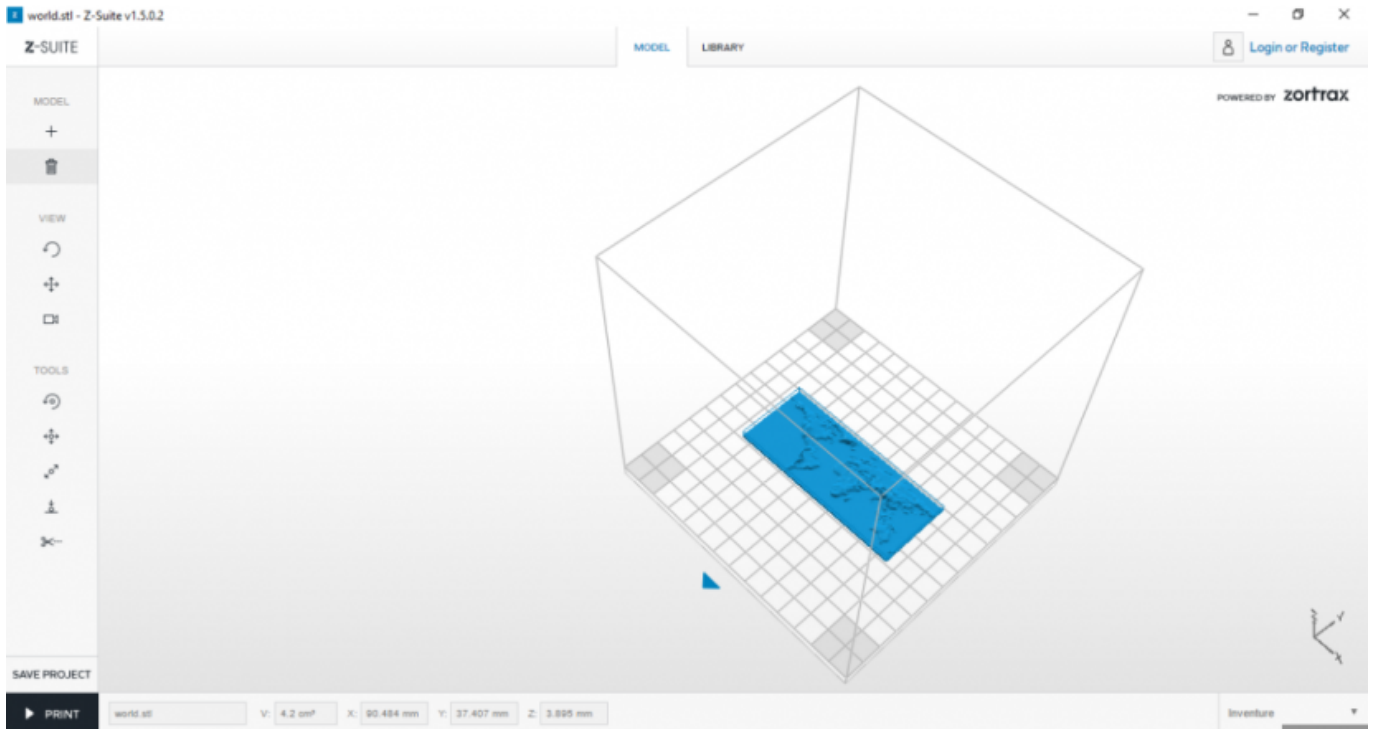 world.stl - Z-Suite v1.5.0.2
Z-SUITE
MODEL
LIBRARY
Login or Register
POWERED BY zortrax
MODEL
VIEW
TOOLS
SAVE PROJECT
PRINT
world.stl
V: 4.2 cm³
X: 90.484 mm
Y: 37.407 mm
Z: 3.895 mm
Inventure
Z
Y
X